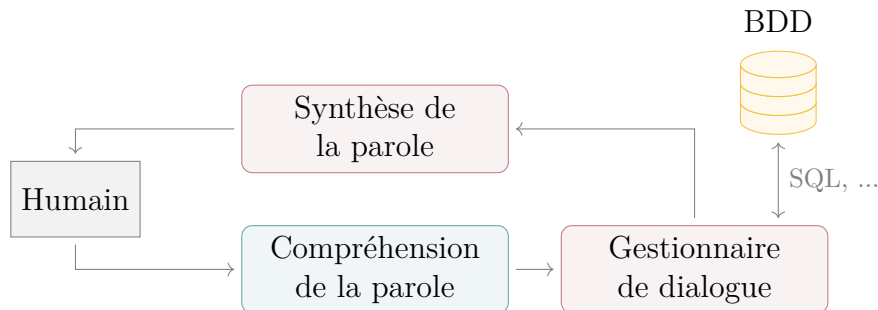 BDD
Synthèse de
la parole
SQL, ...
Humain
Compréhension
de la parole
Gestionnaire
de dialogue